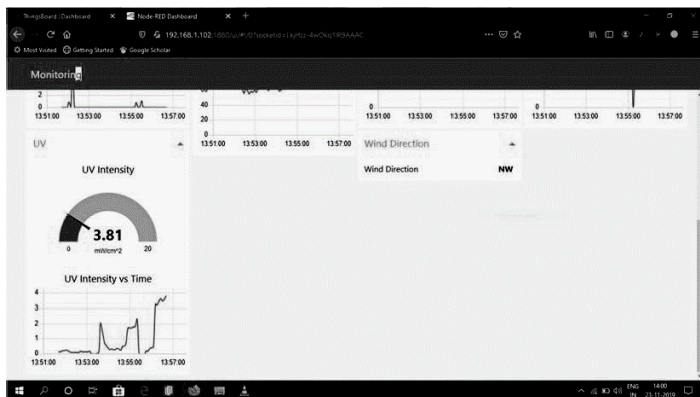 ThingsBoard | Dashboard
Node-RED Dashboard
192.168.1.102
Most Visited Getting Started Google Scholar
Monitoring
2
0
13:51:00 13:53:00 13:55:00 13:57:00
40
20
0
13:51:00 13:53:00 13:55:00 13:57:00
0
13:51:00 13:53:00 13:55:00 13:57:00
0
13:51:00 13:53:00 13:55:00 13:57:00
UV
UV Intensity
3.81
mW/cm^2
0
20
UV Intensity vs Time
4
3
2
1
0
13:51:00 13:53:00 13:55:00 13:57:00
Wind Direction
Wind Direction NW
ENG
IN
14:00
23-11-2019